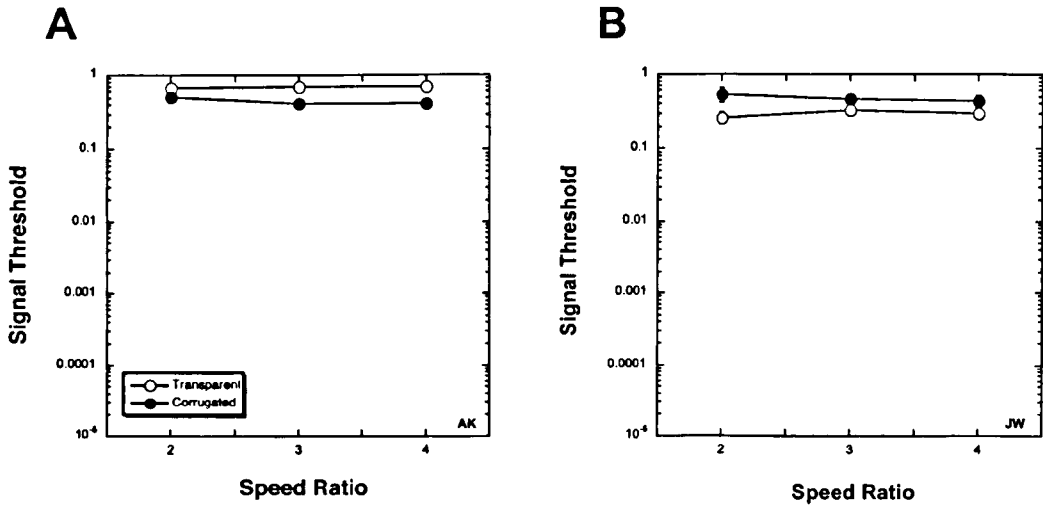 A
Signal Threshold
1
0.1
0.01
0.001
0.0001
10⁻⁵
Transparent
Corrugated
AK
2 3 4
Speed Ratio
B
Signal Threshold
1
0.1
0.01
0.001
0.0001
10⁻⁵
JW
2 3 4
Speed Ratio